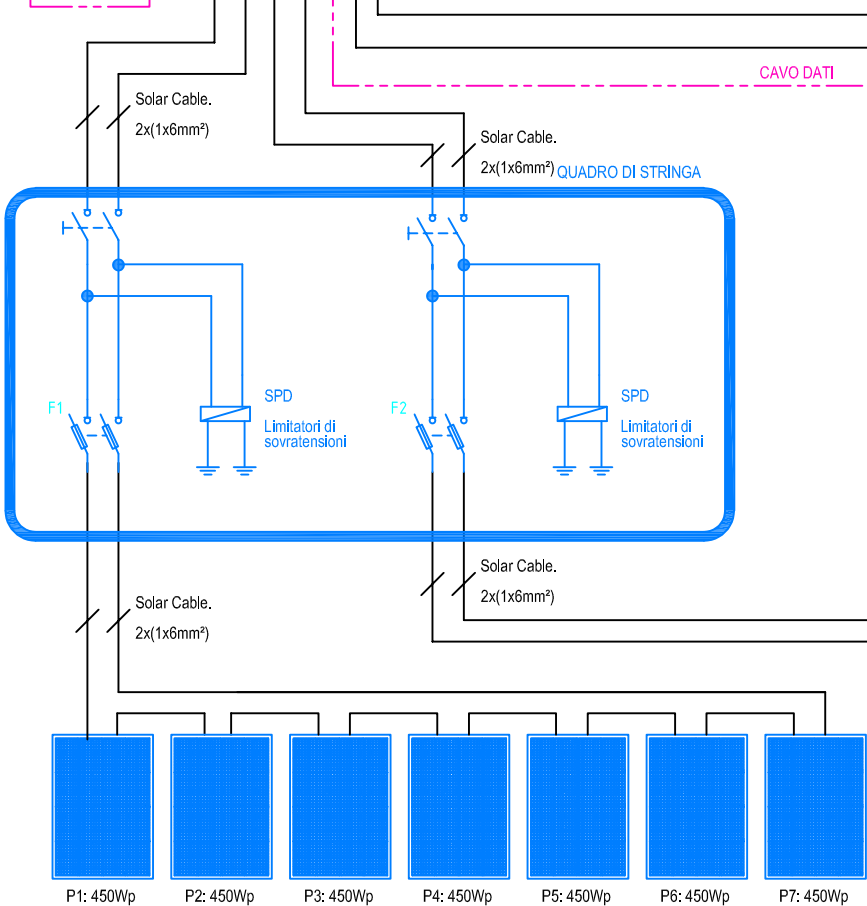 CAVO DATI
Solar Cable.
2x(1x6mm²)
Solar Cable.
2x(1x6mm²)
QUADRO DI STRINGA
F1
SPD
Limitatori di
sovratensioni
F2
SPD
Limitatori di
sovratensioni
Solar Cable.
2x(1x6mm²)
Solar Cable.
2x(1x6mm²)
P1: 450Wp
P2: 450Wp
P3: 450Wp
P4: 450Wp
P5: 450Wp
P6: 450Wp
P7: 450Wp